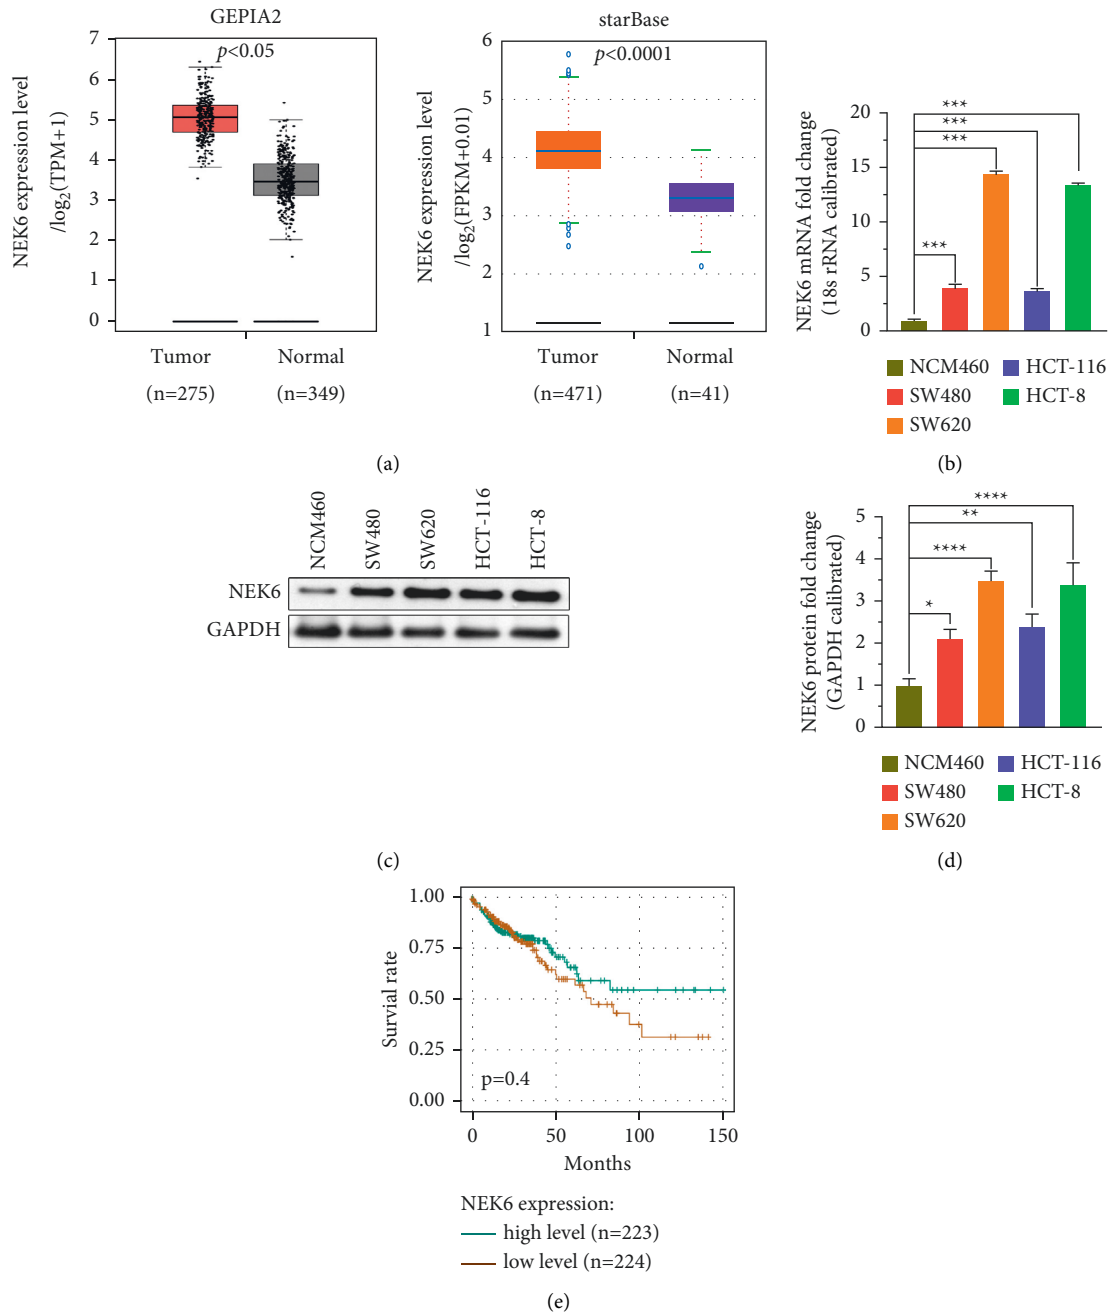 GEPIA2
p<0.05
NEK6 expression level
/log2(TPM+1)
7
6
5
4
3
2
1
0
Tumor
Normal
(n=275)
(n=349)
starBase
p<0.0001
NEK6 expression level
/log2(FPKM+0.01)
6
5
4
3
2
1
Tumor
Normal
(n=471)
(n=41)
(a)
NEK6 mRNA fold change
(18s rRNA calibrated)
20
15
10
5
0
***
***
***
***
NCM460
HCT-116
SW480
HCT-8
SW620
(b)
NCM460
SW480
SW620
HCT-116
HCT-8
NEK6
GAPDH
(c)
NEK6 protein fold change
(GAPDH calibrated)
5
4
3
2
1
0
****
**
****
*
NCM460
HCT-116
SW480
HCT-8
SW620
(d)
Survial rate
1.00
0.75
0.50
0.25
0.00
p=0.4
0
50
100
150
Months
NEK6 expression:
high level (n=223)
low level (n=224)
(e)